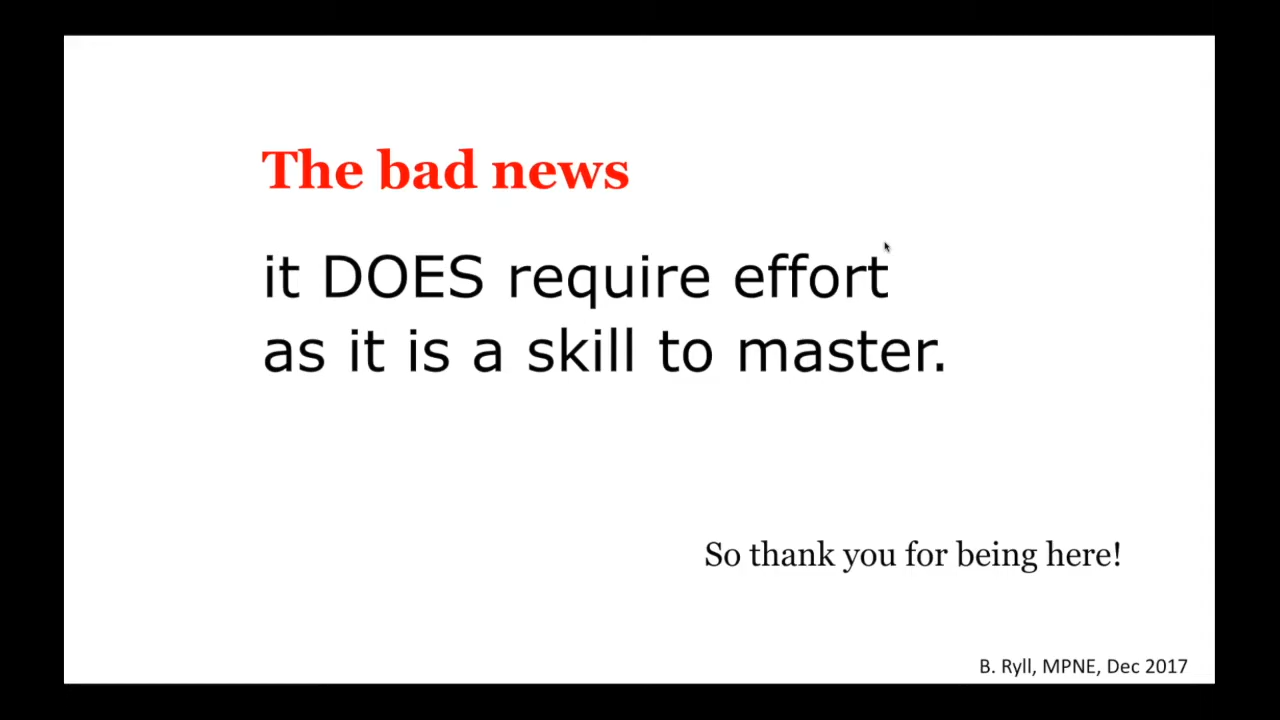 The bad news
it DOES require effort
as it is a skill to master.
So thank you for being here!
B. Ryll, MPNE, Dec 2017